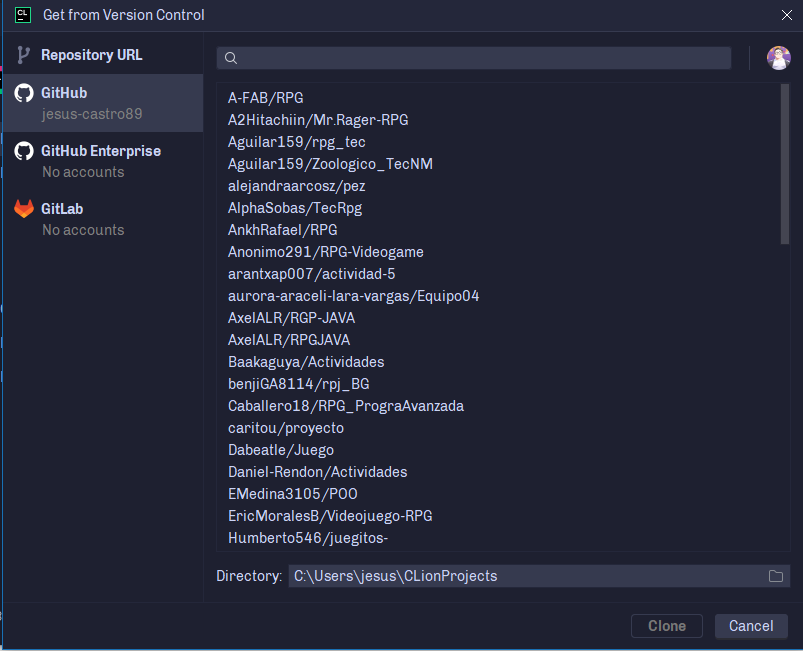 CL
Get from Version Control
Repository URL
GitHub
jesus-castro89
GitHub Enterprise
No accounts
GitLab
No accounts
A-FAB/RPG
A2Hitachiin/Mr.Rager-RPG
Aguilar159/rpg_tec
Aguilar159/Zoologico_TecNM
alejandraarcosz/pez
AlphaSobas/TecRpg
AnkhRafael/RPG
Anonimo291/RPG-Videogame
arantxap007/actividad-5
aurora-araceli-lara-vargas/Equipo04
AxelALR/RGP-JAVA
AxelALR/RPGJAVA
Baakaguya/Actividades
benjiGA8114/rpj_BG
Caballero18/RPG_PrograAvanzada
caritou/proyecto
Dabeatle/Juego
Daniel-Rendon/Actividades
EMedina3105/POO
EricMoralesB/Videojuego-RPG
Humberto546/juegitos-
Directory: C:\Users\jesus\CLionProjects
Clone Cancel